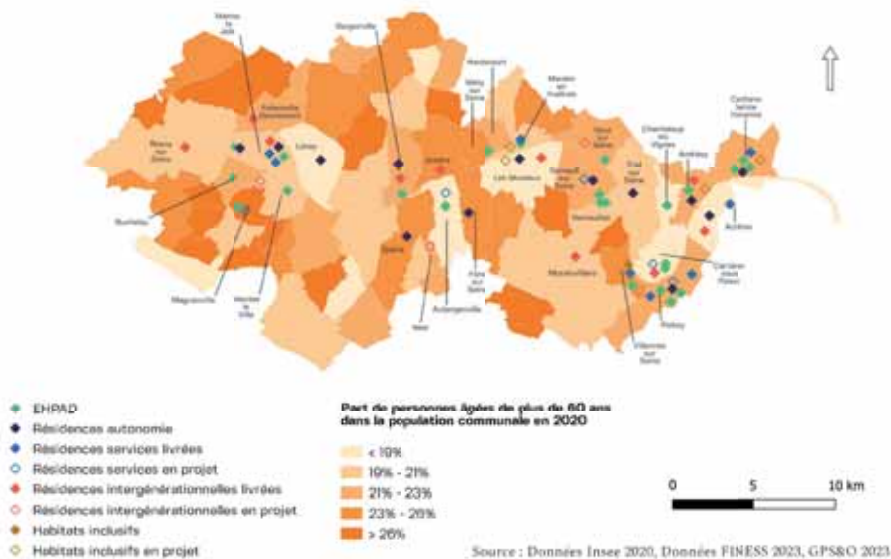 Mantes
la
Jolie
Hardricourt
Meulan
en
Yvelines
Conflans
Sainte
Honorine
Chanteloup
les
Vignes
Andrésy
Rosny
sur
Seine
Limay
Juziers
Les Mureaux
Triel
sur
Seine
Verneuil
sur
Seine
Vernouillet
Achères
Buchelay
Magnanville
Mantes
la
Ville
Epône
Aubergenville
Flins
sur
Seine
Morainvilliers
Carrières
sous
Poissy
Poissy
Villennes
sur
Seine
EHPAD
Résidences autonomie
Résidences services livrées
Résidences services en projet
Résidences intergénérationnelles livrées
Résidences intergénérationnelles en projet
Habitats inclusifs
Habitats inclusifs en projet
Part de personnes âgées de plus de 60 ans
dans la population communale en 2020
< 19%
19% - 21%
21% - 23%
23% - 26%
> 26%
0 5 10 km
Source : Données Insee 2020, Données FINESS 2023, GPS&O 2023